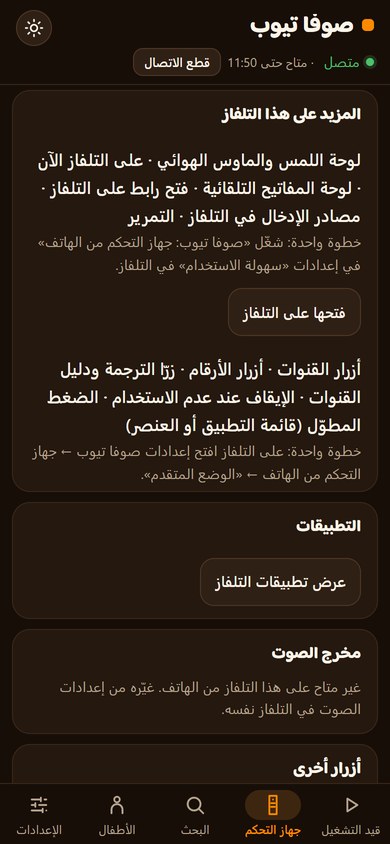 صوفا تيوب
متصل · متاح حتى 11:50 قطع الاتصال
المزيد على هذا التلفاز
لوحة اللمس والماوس الهوائي · على التلفاز الآن
· لوحة المفاتيح التلقائية · فتح رابط على التلفاز ·
مصادر الإدخال في التلفاز · التمرير
خطوة واحدة: شغّل «صوفا تيوب: جهاز التحكم من الهاتف»
في إعدادات «سهولة الاستخدام» في التلفاز.
فتحها على التلفاز
أزرار القنوات · أزرار الأرقام · زرّا الترجمة ودليل
القنوات · الإيقاف عند عدم الاستخدام · الضغط
المطوّل (قائمة التطبيق أو العنصر)
خطوة واحدة: على التلفاز افتح إعدادات صوفا تيوب ← جهاز
التحكم من الهاتف ← «الوضع المتقدم».
التطبيقات
عرض تطبيقات التلفاز
مخرج الصوت
غير متاح على هذا التلفاز من الهاتف. غيّره من إعدادات
الصوت في التلفاز نفسه.
أزرار أخرى
قيد التشغيل جهاز التحكم البحث الأطفال الإعدادات